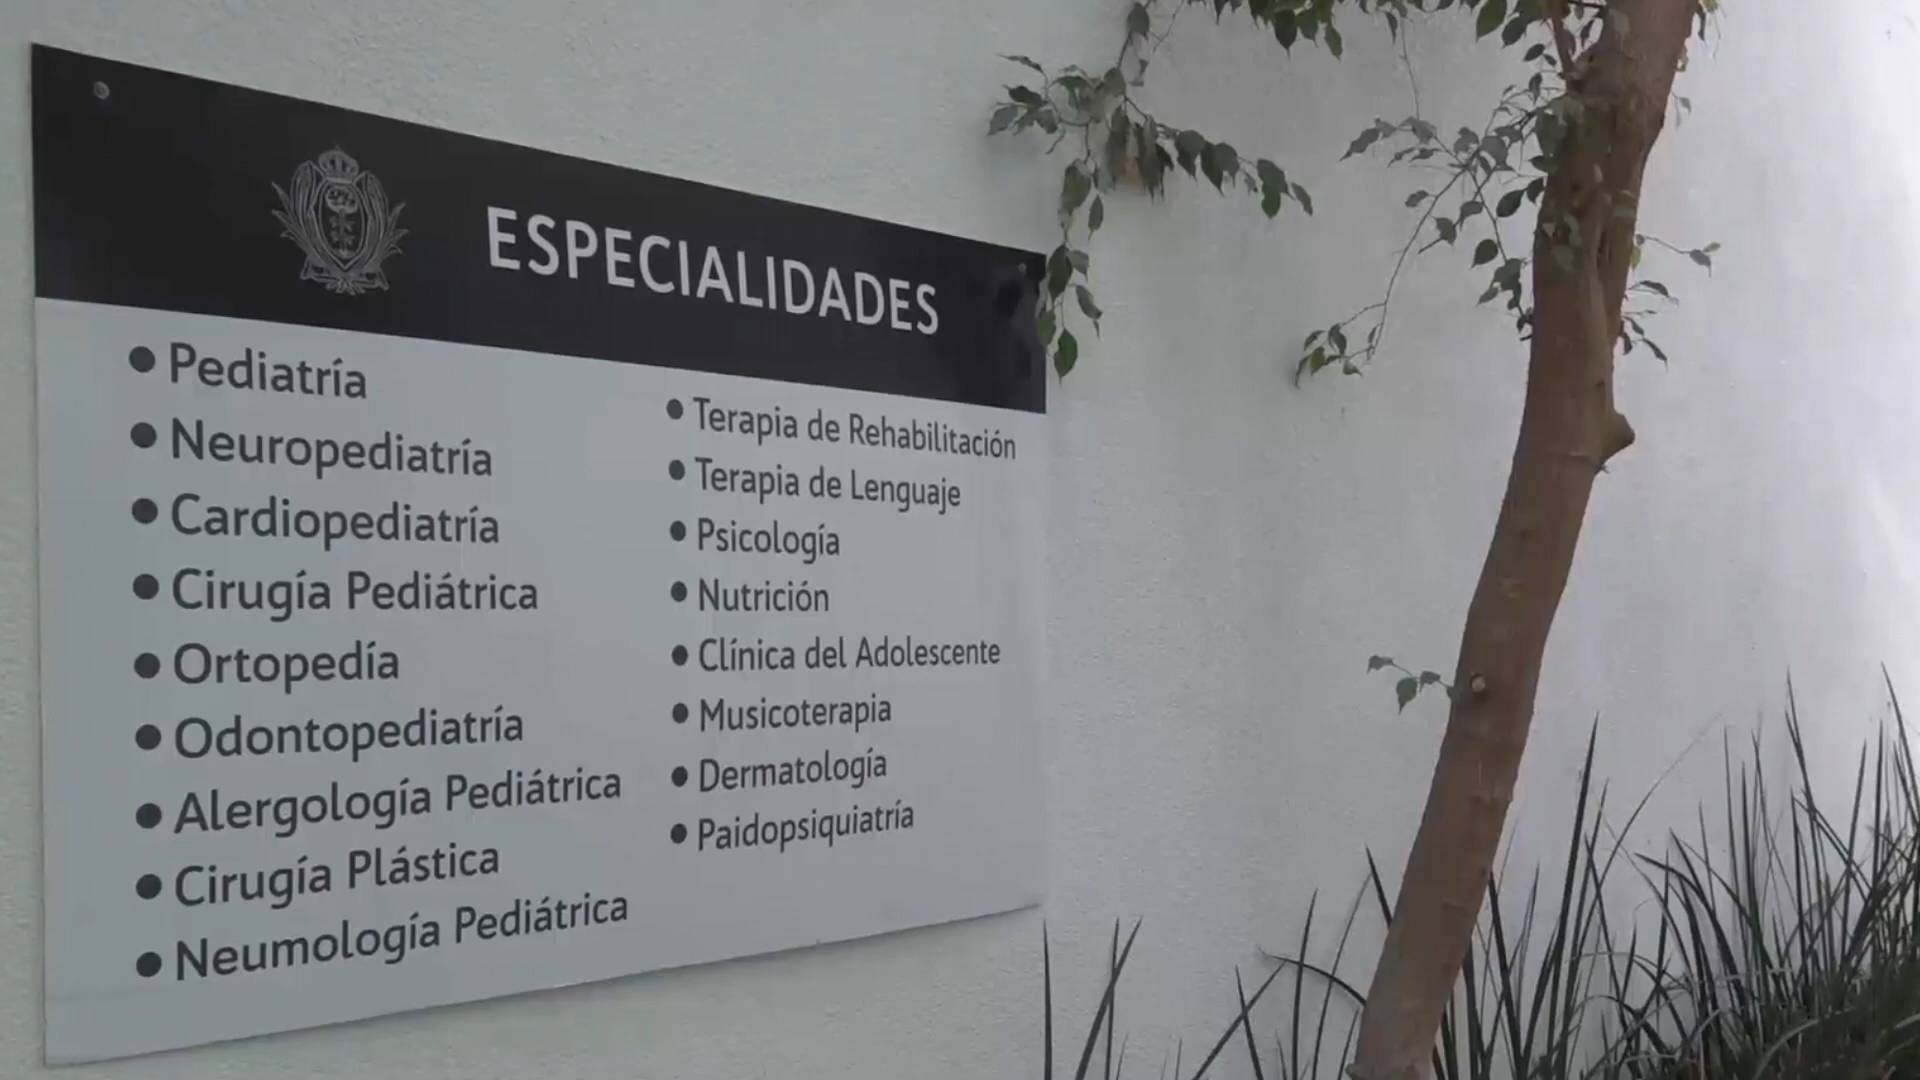 ESPECIALIDADES
• Pediatría
• Neuropediatría
• Cardiopediatría
• Cirugía Pediátrica
• Ortopedía
• Odontopediatría
• Alergología Pediátrica
• Cirugía Plástica
• Neumología Pediátrica
• Terapia de Rehabilitación
• Terapia de Lenguaje
• Psicología
• Nutrición
• Clínica del Adolescente
• Musicoterapia
• Dermatología
• Paidopsiquiatría